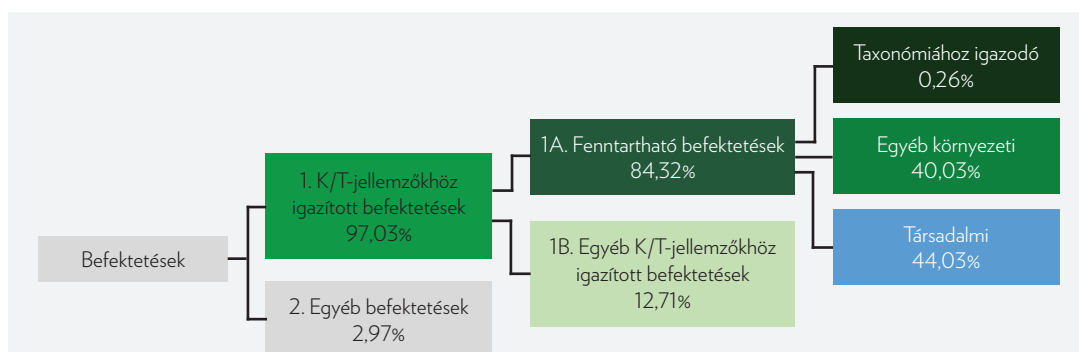 Befektetések
1. K/T-jellemzőkhöz
igazított befektetések
97,03%
2. Egyéb befektetések
2,97%
1A. Fenntartható befektetések
84,32%
1B. Egyéb K/T-jellemzőkhöz
igazított befektetések
12,71%
Taxonómiához igazodó
0,26%
Egyéb környezeti
40,03%
Társadalmi
44,03%